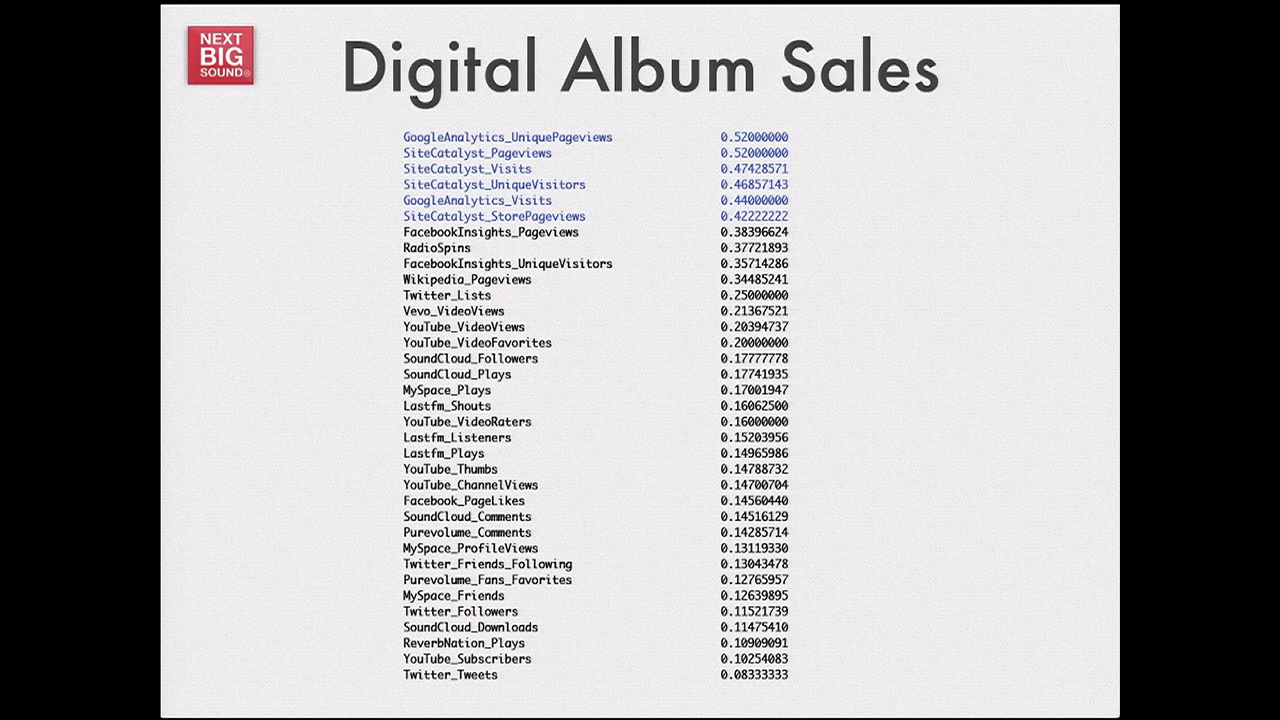 NEXT
BIG
SOUND®
Digital Album Sales
GoogleAnalytics_UniquePageviews 0.52000000
SiteCatalyst_Pageviews 0.52000000
SiteCatalyst_Visits 0.47428571
SiteCatalyst_UniqueVisitors 0.46857143
GoogleAnalytics_Visits 0.44000000
SiteCatalyst_StorePageviews 0.42222222
FacebookInsights_Pageviews 0.38396624
RadioSpins 0.37721893
FacebookInsights_UniqueVisitors 0.35714286
Wikipedia_Pageviews 0.34485241
Twitter_Lists 0.25000000
Vevo_VideoViews 0.21367521
YouTube_VideoViews 0.20394737
YouTube_VideoFavorites 0.20000000
SoundCloud_Followers 0.17777778
SoundCloud_Plays 0.17741935
MySpace_Plays 0.17001947
Lastfm_Shouts 0.16062500
YouTube_VideoRaters 0.16000000
Lastfm_Listeners 0.15203956
Lastfm_Plays 0.14965986
YouTube_Thumbs 0.14788732
YouTube_ChannelViews 0.14700704
Facebook_PageLikes 0.14560440
SoundCloud_Comments 0.14516129
Purevolume_Comments 0.14285714
MySpace_ProfileViews 0.13119330
Twitter_Friends_Following 0.13043478
Purevolume_Fans_Favorites 0.12765957
MySpace_Friends 0.12639895
Twitter_Followers 0.11521739
SoundCloud_Downloads 0.11475410
ReverbNation_Plays 0.10909091
YouTube_Subscribers 0.10254083
Twitter_Tweets 0.08333333